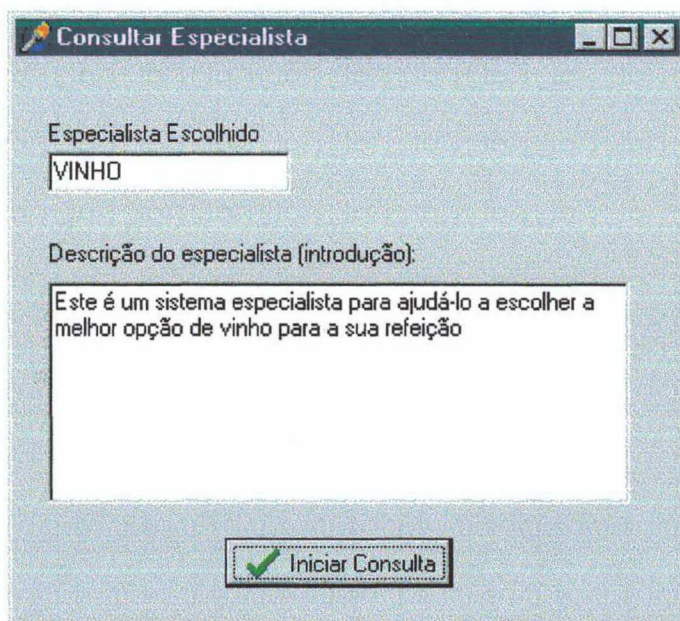 Consultar Especialista
Especialista Escolhido
VINHO
Descrição do especialista (introdução):
Este é um sistema especialista para ajudá-lo a escolher a
melhor opção de vinho para a sua refeição
Iniciar Consulta